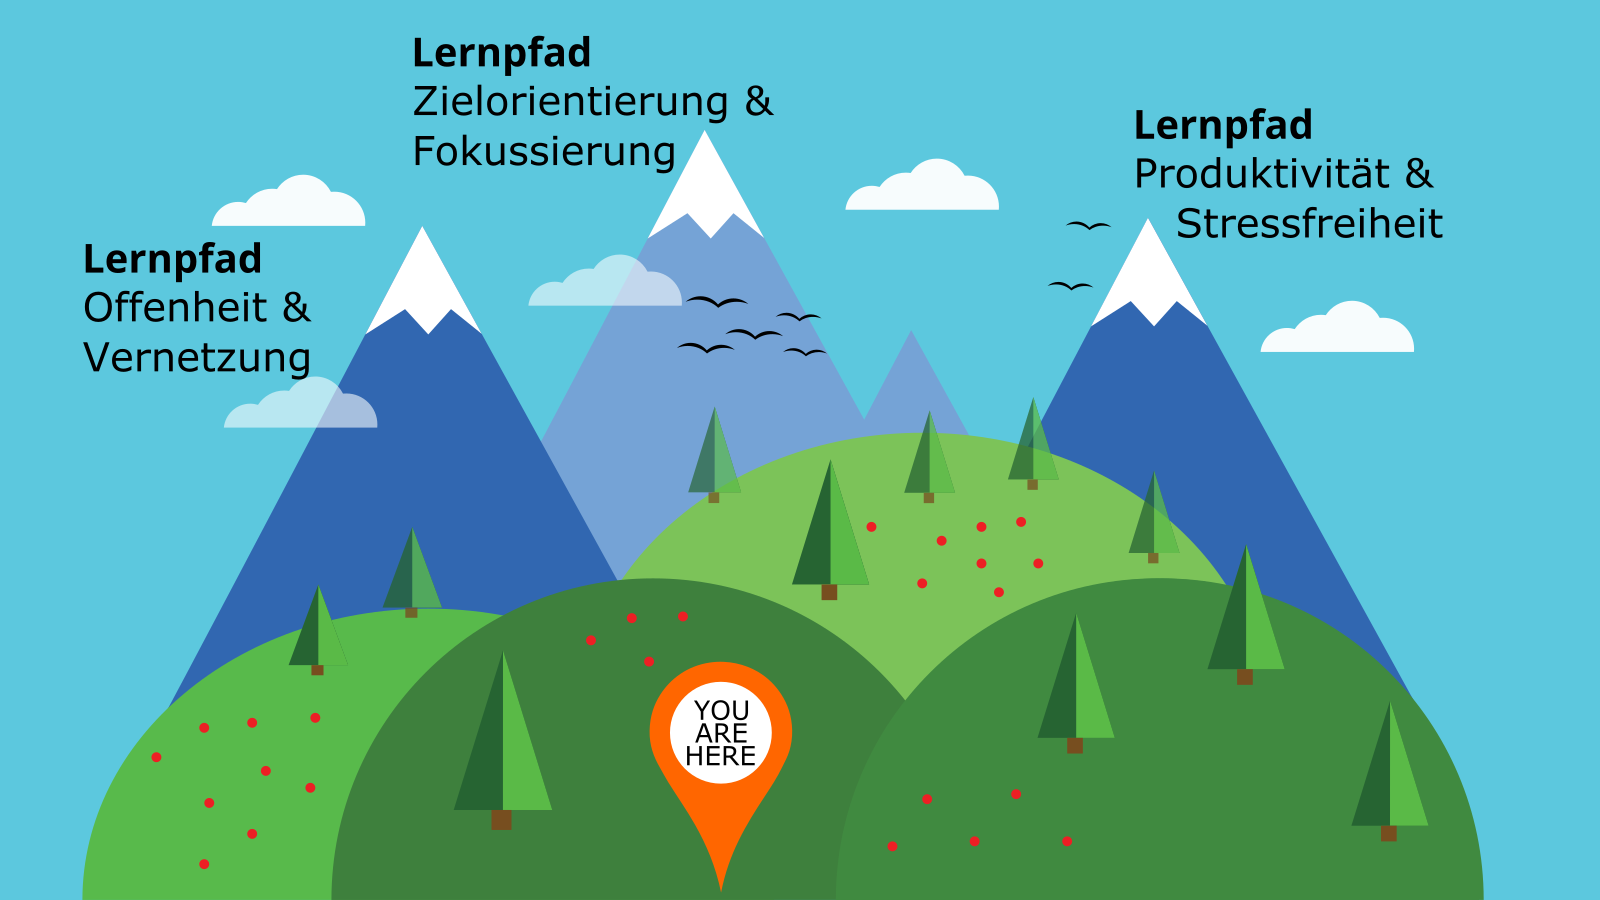 Lernpfad
Zielorientierung &
Fokussierung
Lernpfad
Produktivität &
Stressfreiheit
Lernpfad
Offenheit &
Vernetzung
YOU
ARE
HERE